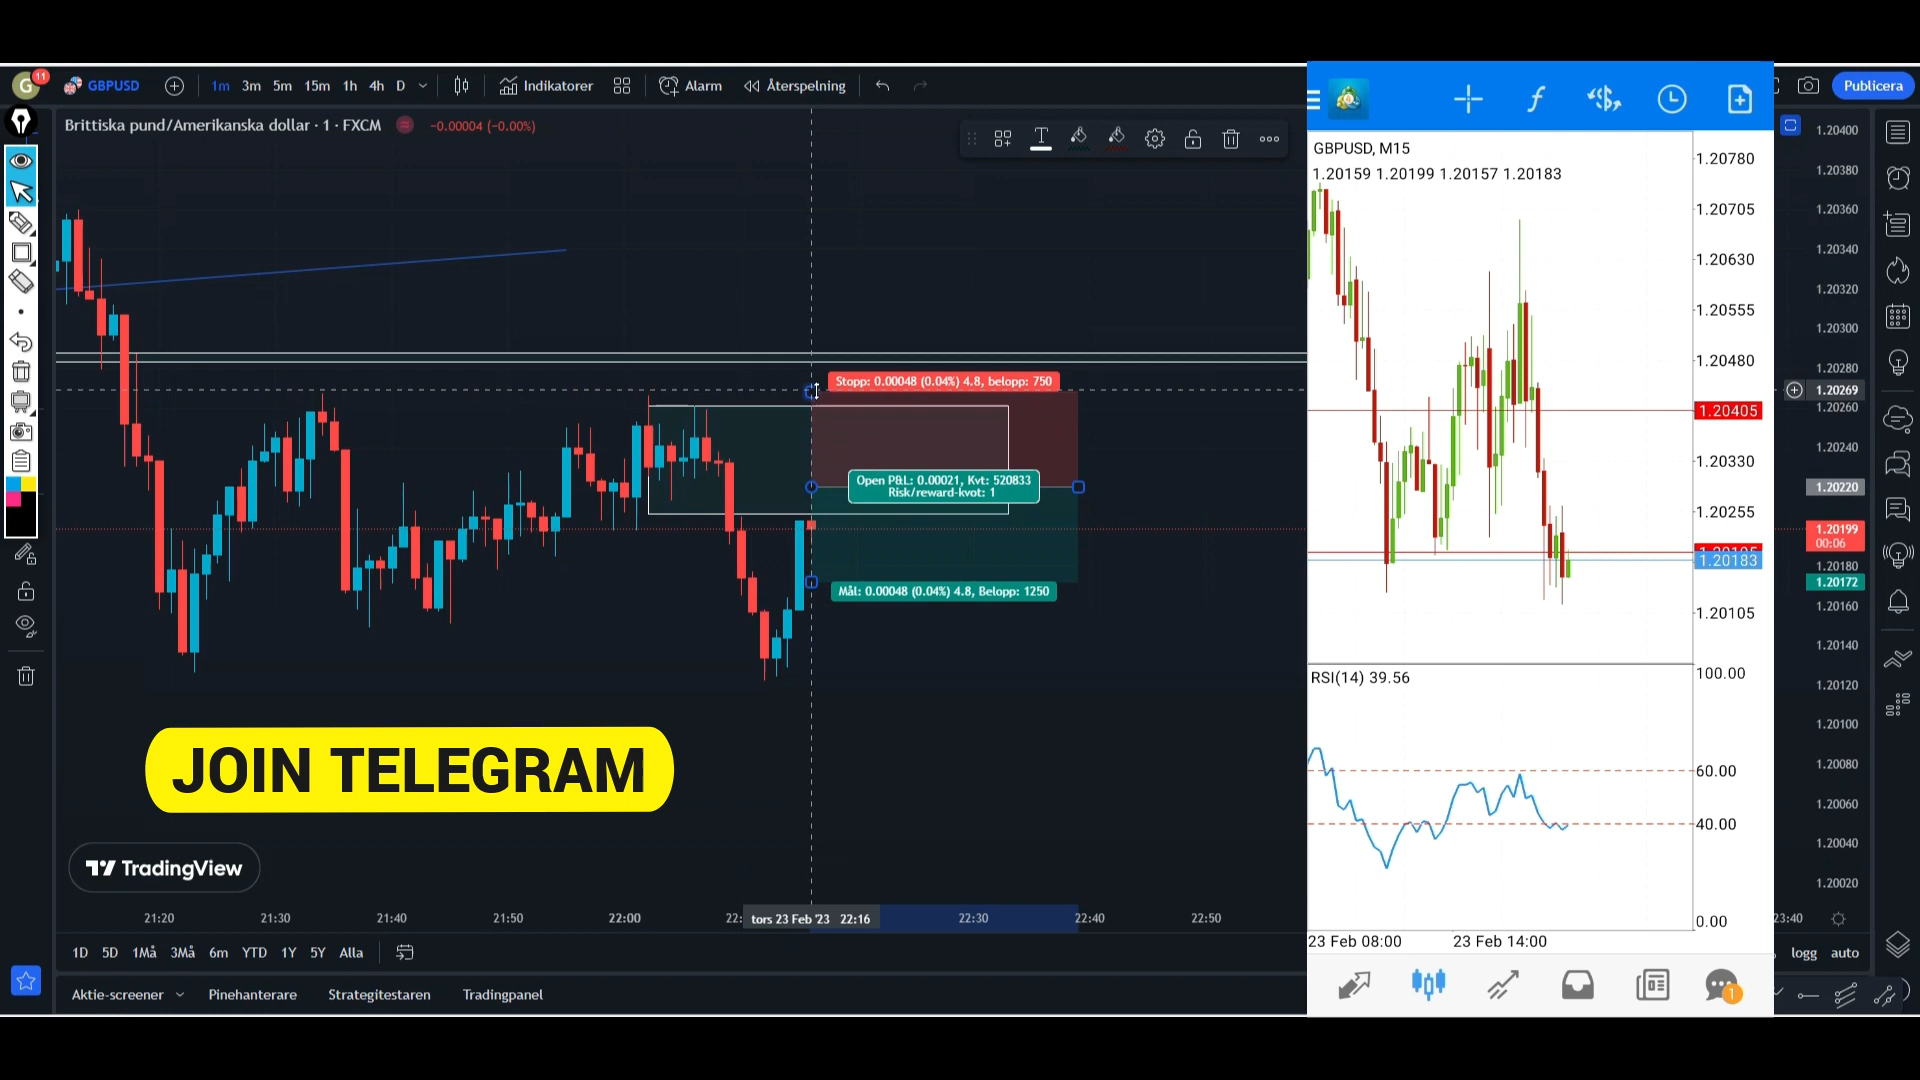 G
11
GBPUSD
1m 3m 5m 15m 1h 4h D
Indikatorer
Alarm
Återspelning
Publicera
Brittiska pund/Amerikanska dollar · 1 · FXCM
-0.00004 (-0.00%)
Stopp: 0.00048 (0.04%) 4.8, belopp: 750
Open P&L: 0.00021, Kvt: 520833
Risk/reward-kvot: 1
Mål: 0.00048 (0.04%) 4.8, Belopp: 1250
JOIN TELEGRAM
TradingView
21:20 21:30 21:40 21:50 22:00 22: tors 23 Feb '23 22:16 22:30 22:40 22:50
1D 5D 1Må 3Må 6m YTD 1Y 5Y Alla
Aktie-screener Pinehanterare Strategitestaren Tradingpanel
GBPUSD, M15
1.20159 1.20199 1.20157 1.20183
1.20780
1.20705
1.20630
1.20555
1.20480
1.20405
1.20330
1.20255
1.20183
1.20105
RSI(14) 39.56
100.00
60.00
40.00
0.00
23 Feb 08:00 23 Feb 14:00
1
1.20400
1.20380
1.20360
1.20340
1.20320
1.20300
1.20280
1.20269
1.20260
1.20240
1.20220
1.20199
00:06
1.20180
1.20172
1.20160
1.20140
1.20120
1.20100
1.20080
1.20060
1.20040
1.20020
23:40
logg auto